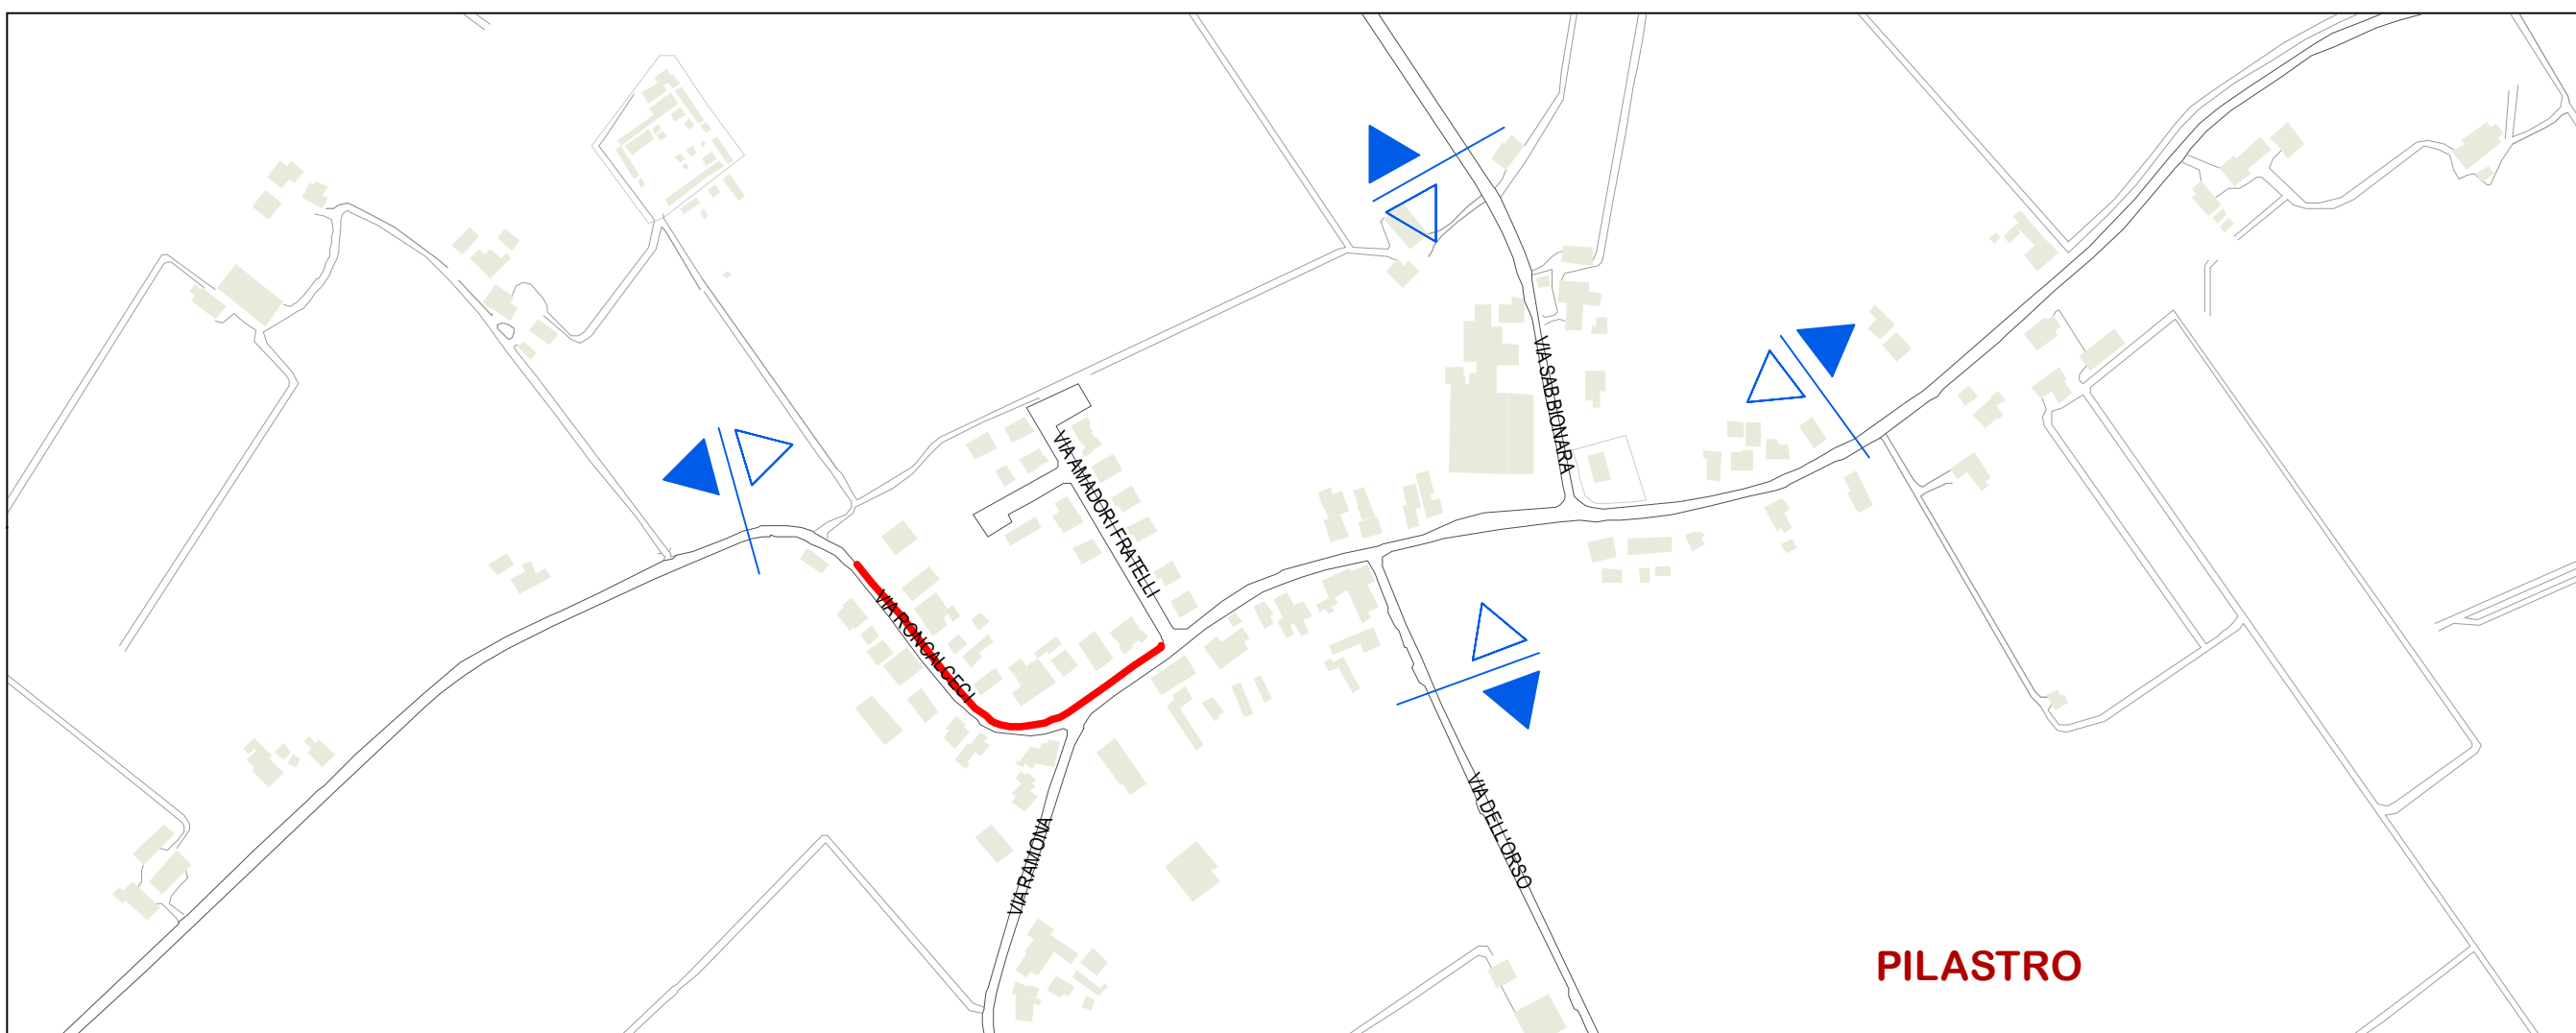 VIA SABBIONARA
VIA AMADORI FRATELLI
VIA RONCALCECI
VIA DELL'ORSO
VIA RAMONA
PILASTRO